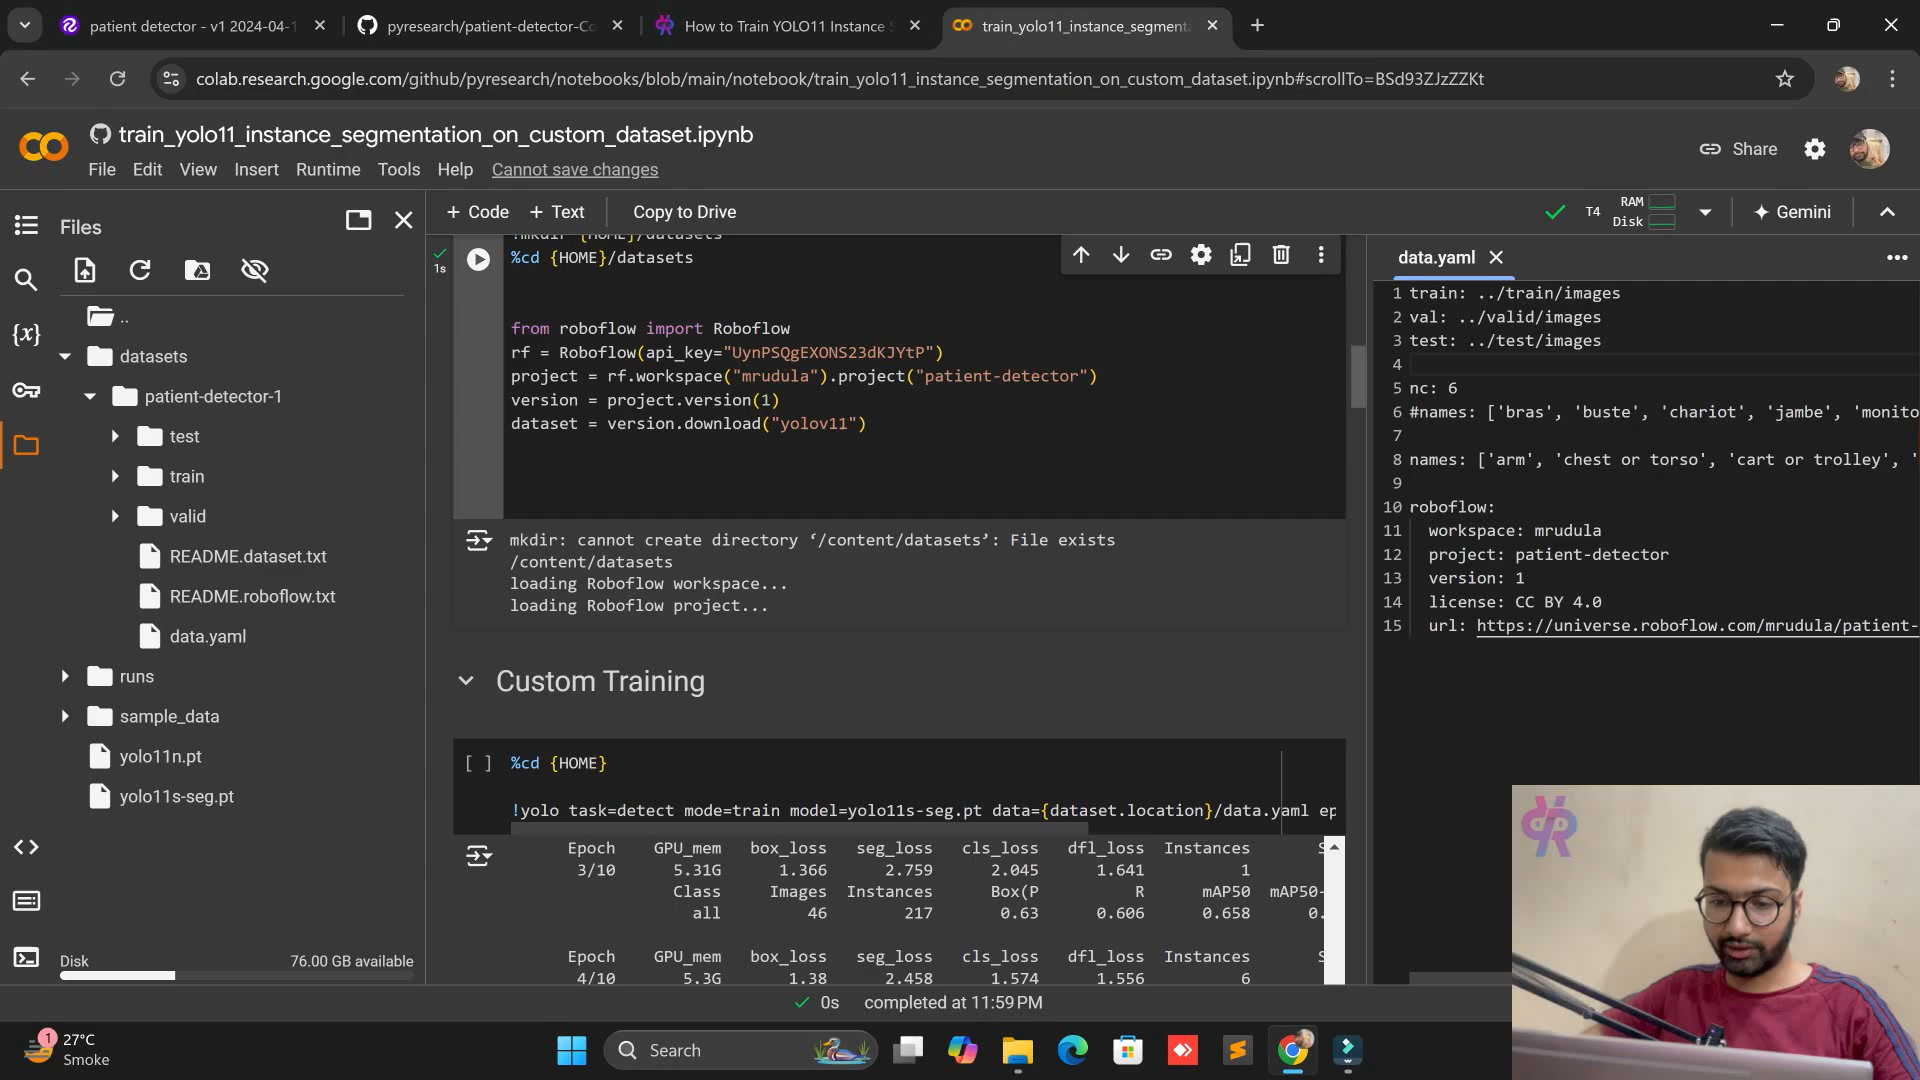 patient detector - v1 2024-04-1
pyresearch/patient-detector-Co
How to Train YOLO11 Instance S
train_yolo11_instance_segmenta
colab.research.google.com/github/pyresearch/notebooks/blob/main/notebook/train_yolo11_instance_segmentation_on_custom_dataset.ipynb#scrollTo=BSd93ZJzZZKt
train_yolo11_instance_segmentation_on_custom_dataset.ipynb
File Edit View Insert Runtime Tools Help Cannot save changes
Share
Files
+ Code + Text Copy to Drive
T4 RAM
Disk
Gemini
!mkdir {HOME}/datasets
1s
%cd {HOME}/datasets
from roboflow import Roboflow
rf = Roboflow(api_key="UynPSQgEXONS23dKJYtP")
project = rf.workspace("mrudula").project("patient-detector")
version = project.version(1)
dataset = version.download("yolov11")
mkdir: cannot create directory ‘/content/datasets’: File exists
/content/datasets
loading Roboflow workspace...
loading Roboflow project...
Custom Training
[ ] %cd {HOME}
!yolo task=detect mode=train model=yolo11s-seg.pt data={dataset.location}/data.yaml ep
Epoch GPU_mem box_loss seg_loss cls_loss dfl_loss Instances S
3/10 5.31G 1.366 2.759 2.045 1.641 1
Class Images Instances Box(P R mAP50 mAP50-
all 46 217 0.63 0.606 0.658 0.
Epoch GPU_mem box_loss seg_loss cls_loss dfl_loss Instances S
4/10 5.3G 1.38 2.458 1.574 1.556 6
..
datasets
patient-detector-1
test
train
valid
README.dataset.txt
README.roboflow.txt
data.yaml
runs
sample_data
yolo11n.pt
yolo11s-seg.pt
{x}
Disk 76.00 GB available
data.yaml
1 train: ../train/images
2 val: ../valid/images
3 test: ../test/images
4
5 nc: 6
6 #names: ['bras', 'buste', 'chariot', 'jambe', 'monito
7
8 names: ['arm', 'chest or torso', 'cart or trolley', '
9
10 roboflow:
11 workspace: mrudula
12 project: patient-detector
13 version: 1
14 license: CC BY 4.0
15 url: https://universe.roboflow.com/mrudula/patient-
0s completed at 11:59 PM
1
27°C
Smoke
Search